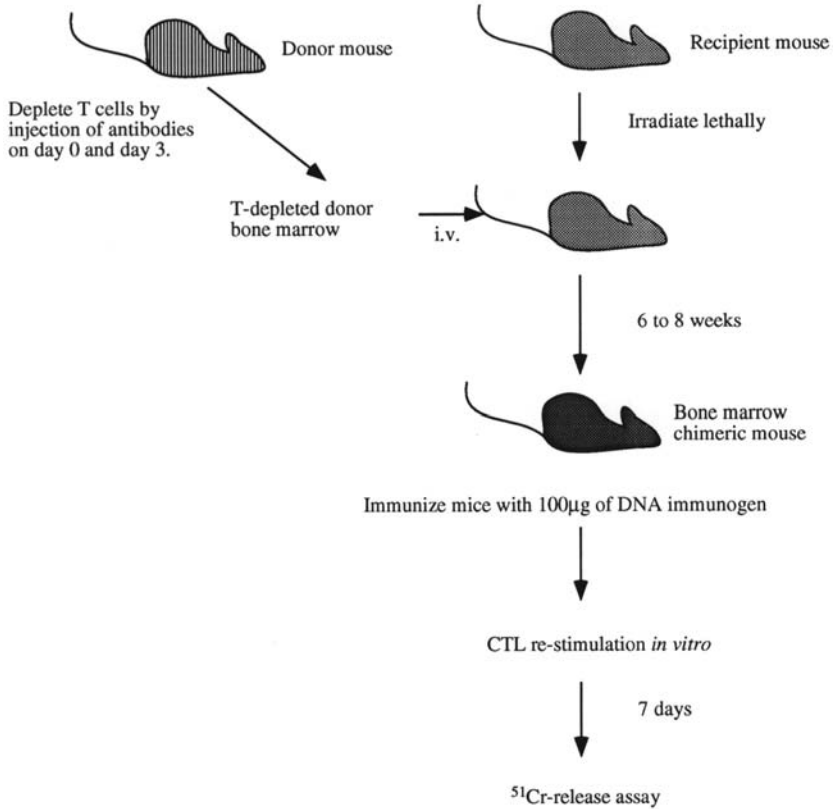 Donor mouse
Recipient mouse
Deplete T cells by
injection of antibodies
on day 0 and day 3.
Irradiate lethally
T-depleted donor
bone marrow
i.v.
6 to 8 weeks
Bone marrow
chimeric mouse
Immunize mice with 100µg of DNA immunogen
CTL re-stimulation in vitro
7 days
⁵¹Cr-release assay